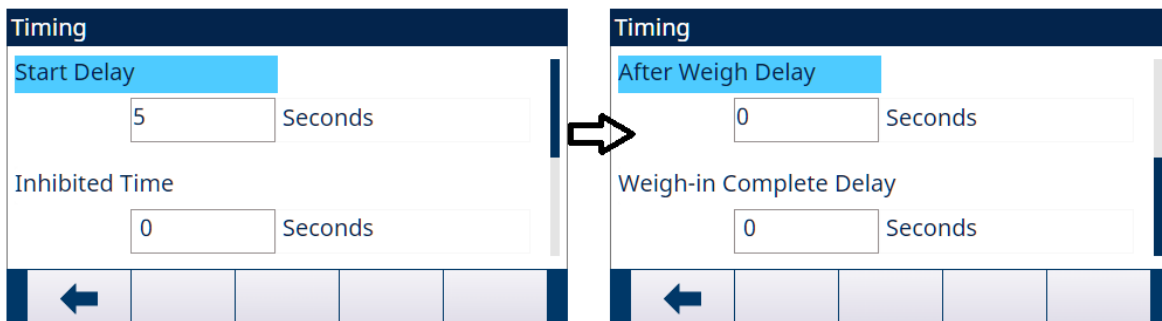 Timing
Start Delay
5 Seconds
Inhibited Time
0 Seconds
Timing
After Weigh Delay
0 Seconds
Weigh-in Complete Delay
0 Seconds